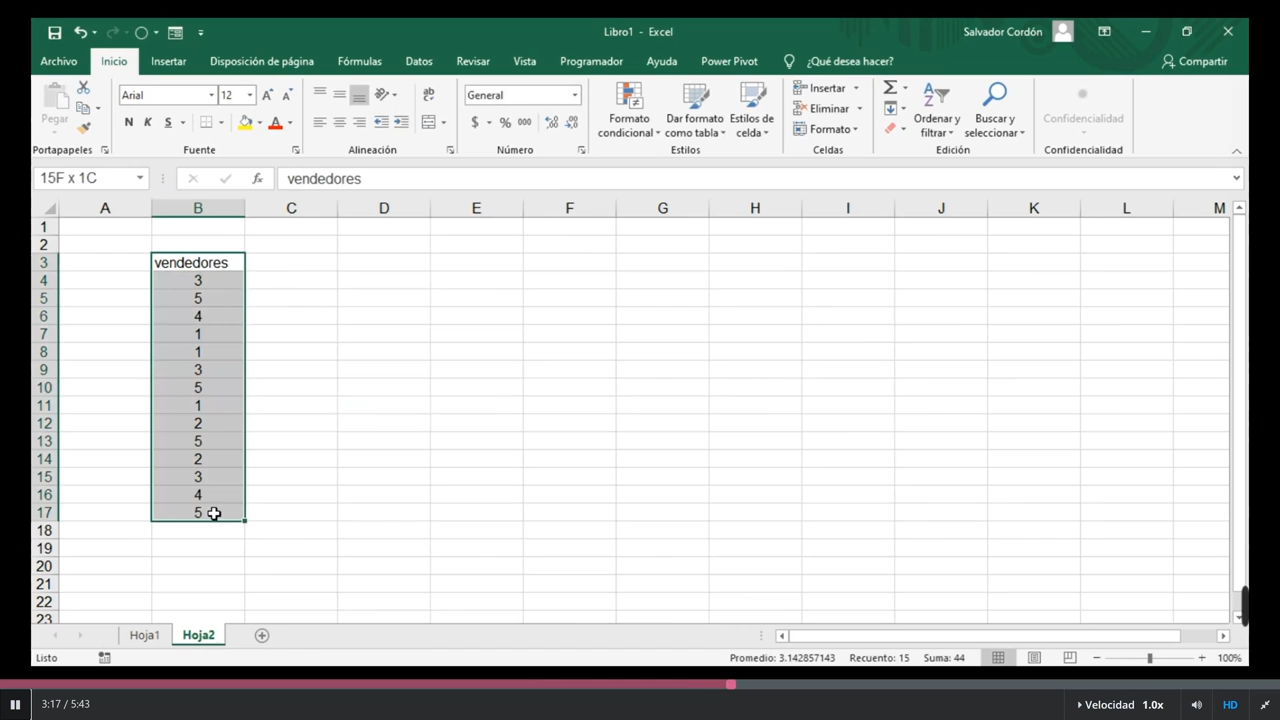 Libro1 - Excel
Salvador Cordón
Archivo Inicio Insertar Disposición de página Fórmulas Datos Revisar Vista Programador Ayuda Power Pivot ¿Qué desea hacer? Compartir
Pegar
Arial 12
N K S
General
$ % 000
Formato condicional
Dar formato como tabla
Estilos de celda
Insertar
Eliminar
Formato
Ordenar y filtrar
Buscar y seleccionar
Confidencialidad
Portapapeles Fuente Alineación Número Estilos Celdas Edición Confidencialidad
15F x 1C fx vendedores
A B C D E F G H I J K L M
1
2
3 vendedores
4 3
5 5
6 4
7 1
8 1
9 3
10 5
11 1
12 2
13 5
14 2
15 3
16 4
17 5
18
19
20
21
22
23
Hoja1 Hoja2
Listo Promedio: 3.142857143 Recuento: 15 Suma: 44 100%
3:17 / 5:43 Velocidad 1.0x HD